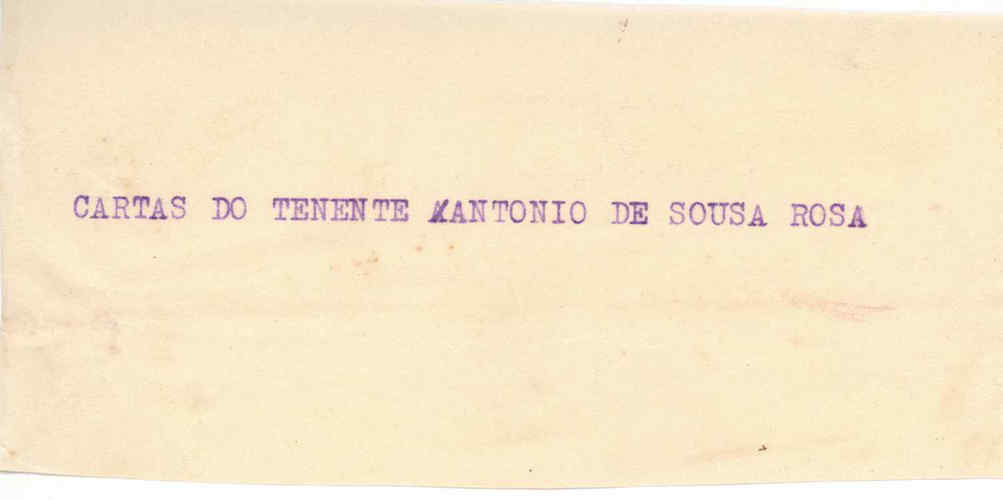 CARTAS DO TENENTE ANTONIO DE SOUSA ROSA